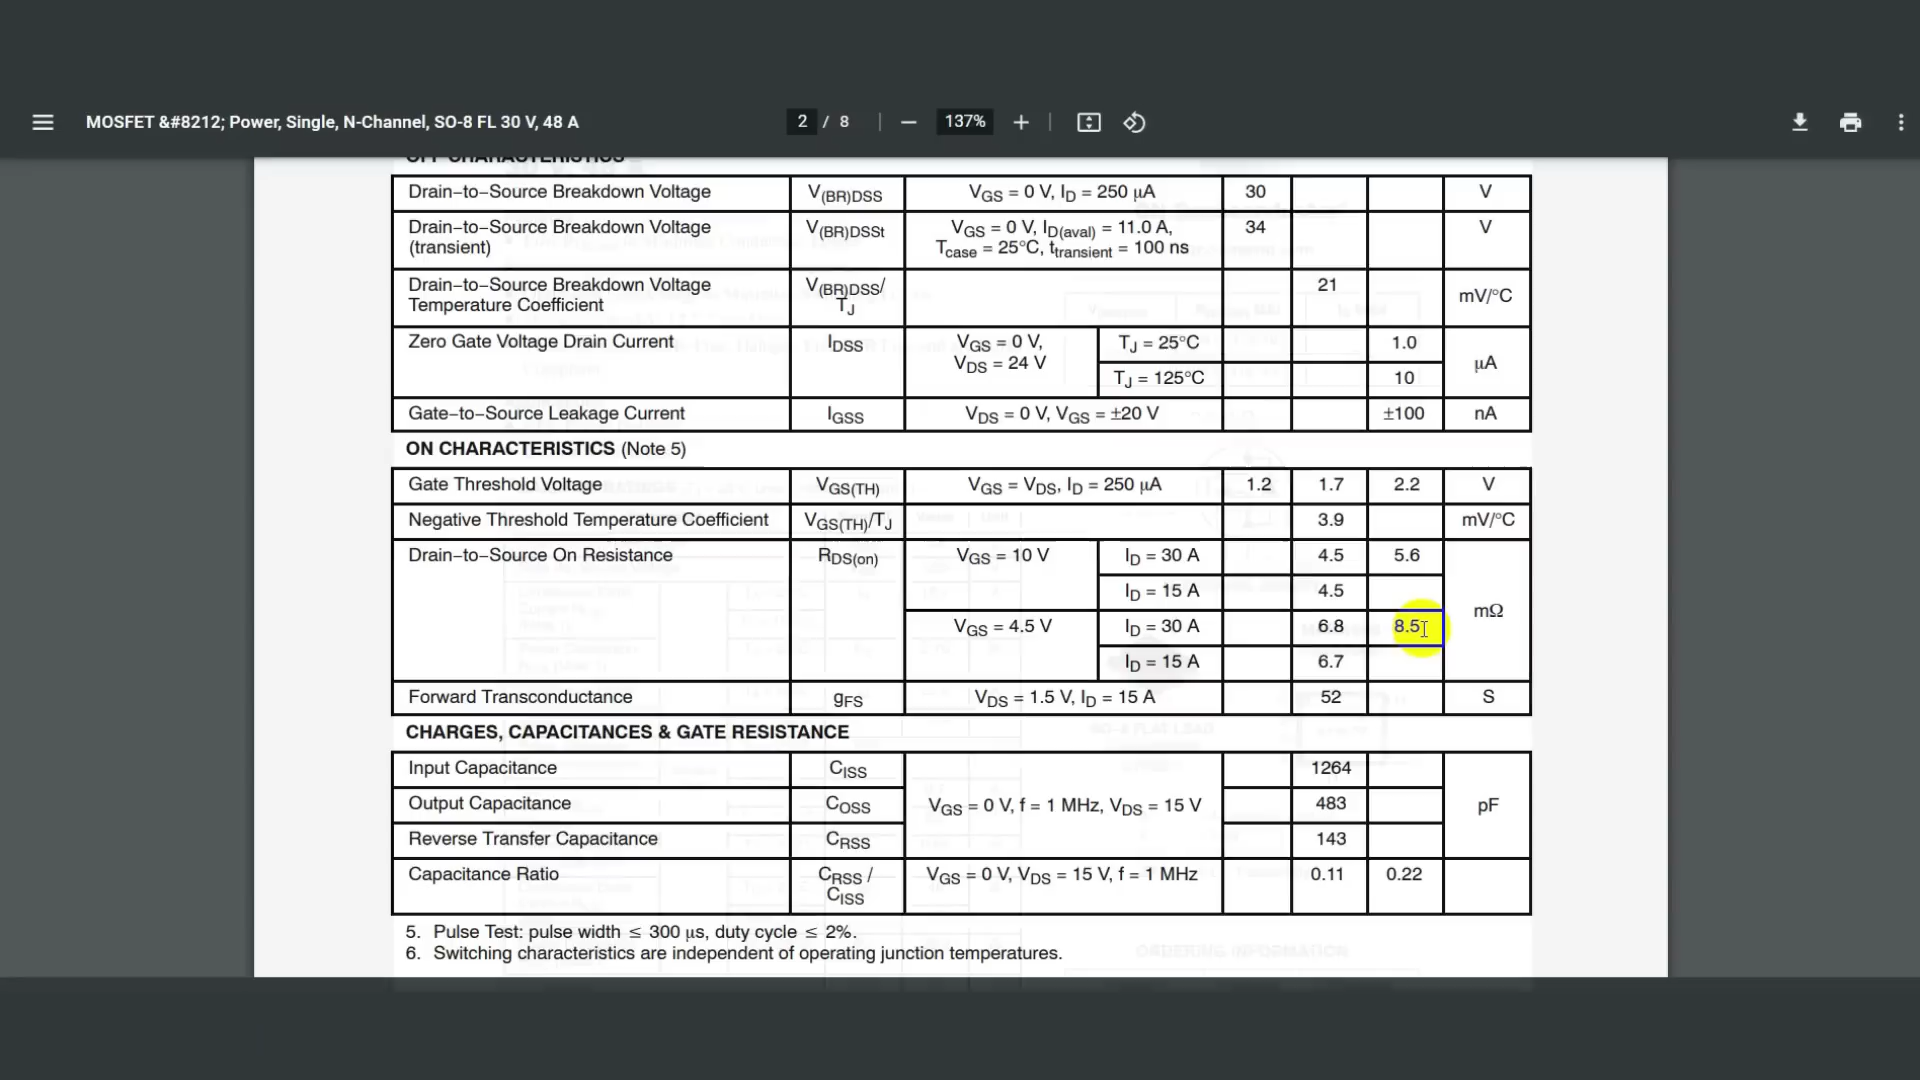 MOSFET &#8212; Power, Single, N-Channel, SO-8 FL 30 V, 48 A 2 / 8 137%
OFF CHARACTERISTICS
Drain−to−Source Breakdown Voltage V(BR)DSS VGS = 0 V, ID = 250 μA 30 V
Drain−to−Source Breakdown Voltage (transient) V(BR)DSSt VGS = 0 V, ID(aval) = 11.0 A, Tcase = 25°C, ttransient = 100 ns 34 V
Drain−to−Source Breakdown Voltage Temperature Coefficient V(BR)DSS/ TJ 21 mV/°C
Zero Gate Voltage Drain Current IDSS VGS = 0 V, VDS = 24 V TJ = 25°C 1.0 μA
TJ = 125°C 10
Gate−to−Source Leakage Current IGSS VDS = 0 V, VGS = ±20 V ±100 nA
ON CHARACTERISTICS (Note 5)
Gate Threshold Voltage VGS(TH) VGS = VDS, ID = 250 μA 1.2 1.7 2.2 V
Negative Threshold Temperature Coefficient VGS(TH)/TJ 3.9 mV/°C
Drain−to−Source On Resistance RDS(on) VGS = 10 V ID = 30 A 4.5 5.6 mΩ
ID = 15 A 4.5
VGS = 4.5 V ID = 30 A 6.8 8.5
ID = 15 A 6.7
Forward Transconductance gFS VDS = 1.5 V, ID = 15 A 52 S
CHARGES, CAPACITANCES & GATE RESISTANCE
Input Capacitance CISS VGS = 0 V, f = 1 MHz, VDS = 15 V 1264 pF
Output Capacitance COSS 483
Reverse Transfer Capacitance CRSS 143
Capacitance Ratio CRSS / CISS VGS = 0 V, VDS = 15 V, f = 1 MHz 0.11 0.22
5. Pulse Test: pulse width ≤ 300 μs, duty cycle ≤ 2%.
6. Switching characteristics are independent of operating junction temperatures.